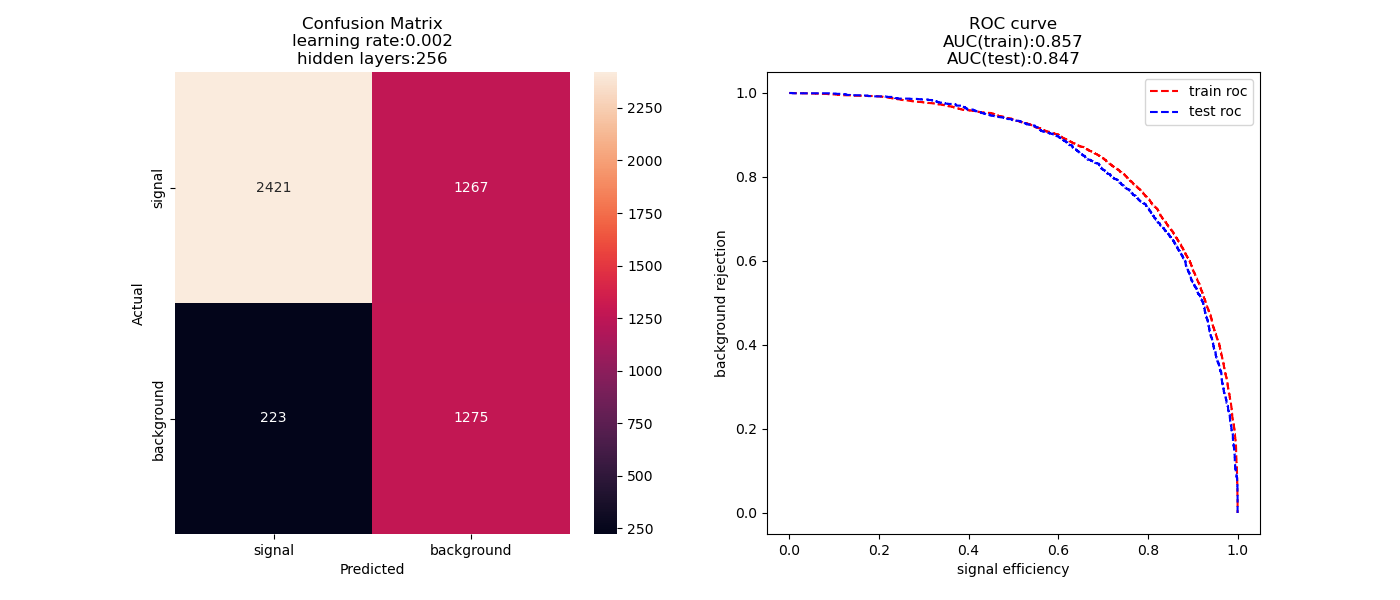 Confusion Matrix
learning rate:0.002
hidden layers:256
signal
background
Actual
2421
1267
223
1275
signal
background
Predicted
2250
2000
1750
1500
1250
1000
750
500
250
ROC curve
AUC(train):0.857
AUC(test):0.847
train roc
test roc
background rejection
1.0
0.8
0.6
0.4
0.2
0.0
0.0
0.2
0.4
0.6
0.8
1.0
signal efficiency